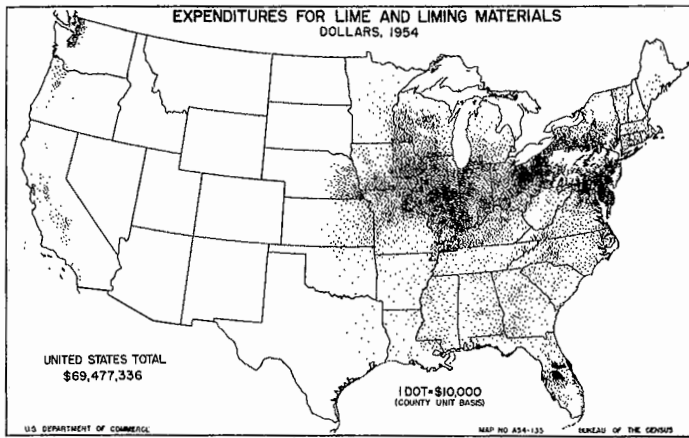 EXPENDITURES FOR LIME AND LIMING MATERIALS
DOLLARS, 1954
UNITED STATES TOTAL
$69,477,336
1 DOT=$10,000
(COUNTY UNIT BASIS)
U.S. DEPARTMENT OF COMMERCE
MAP NO A54-135
BUREAU OF THE CENSUS